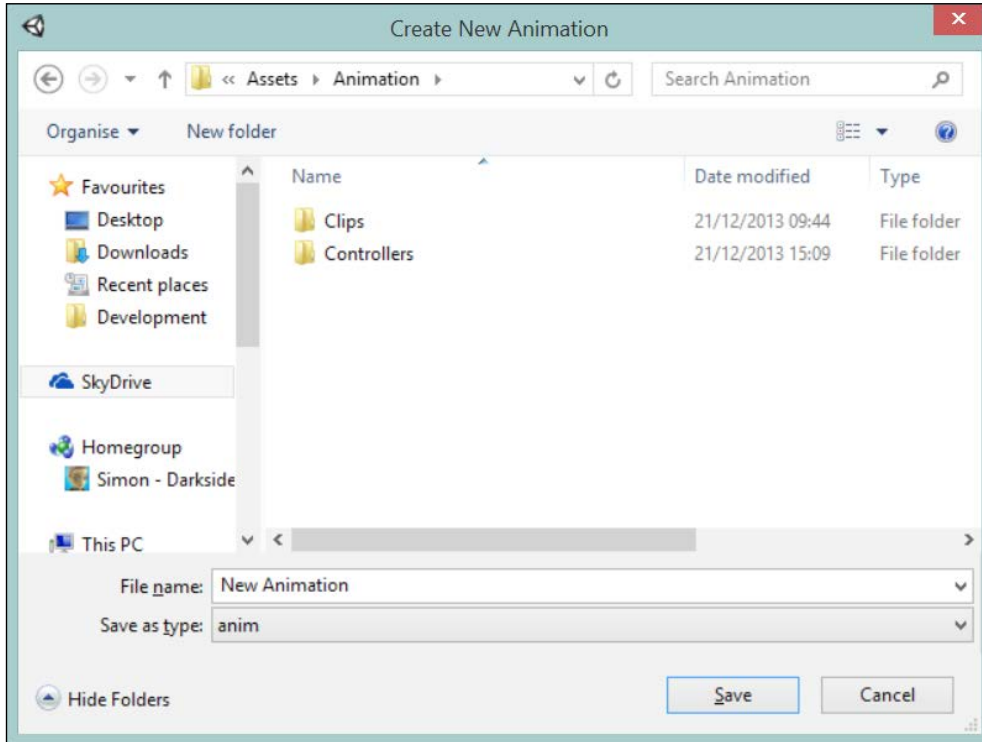 Create New Animation
« Assets Animation
Search Animation
Organise
New folder
Name Date modified Type
Favourites
Desktop
Downloads
Recent places
Development
SkyDrive
Homegroup
Simon - Darkside
This PC
Clips 21/12/2013 09:44 File folder
Controllers 21/12/2013 15:09 File folder
File name: New Animation
Save as type: anim
Hide Folders
Save
Cancel